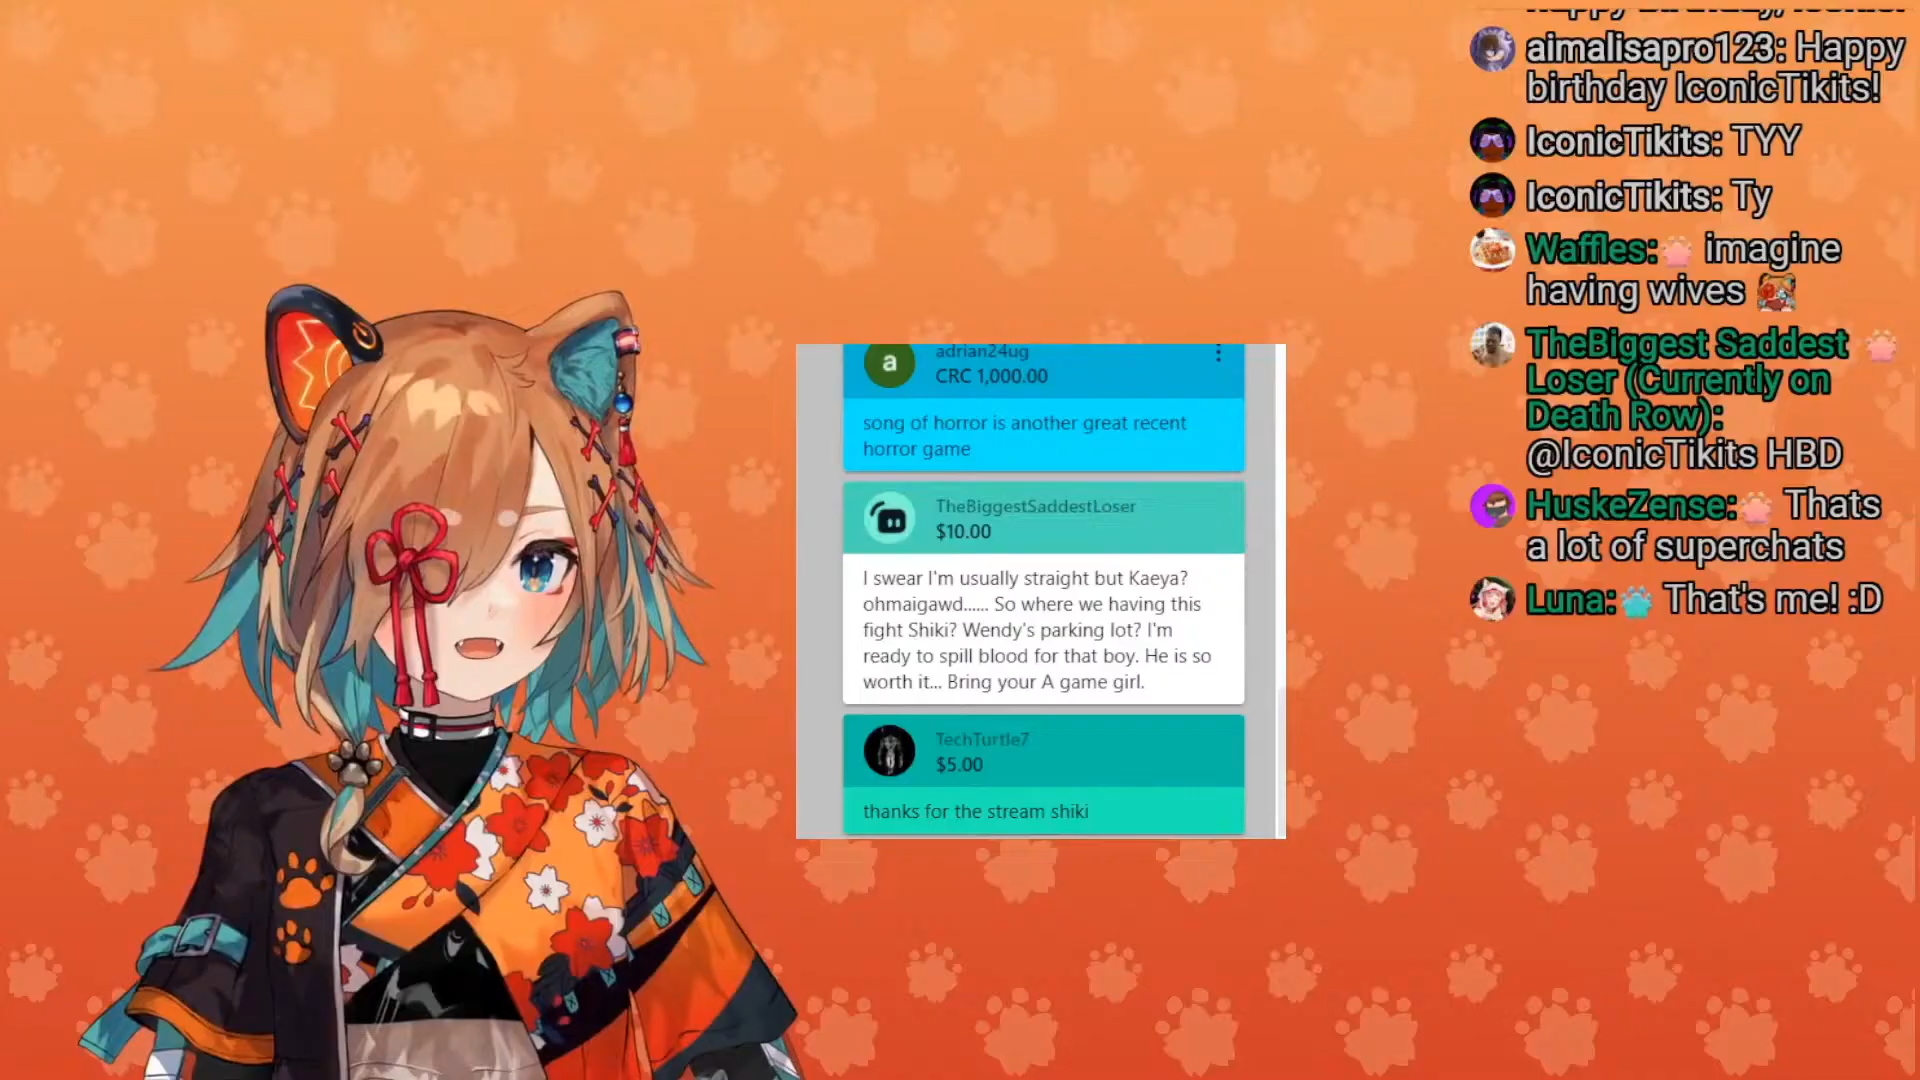 adrian24ug
CRC 1,000.00
song of horror is another great recent
horror game
TheBiggestSaddestLoser
$10.00
I swear I'm usually straight but Kaeya?
ohmaigawd...... So where we having this
fight Shiki? Wendy's parking lot? I'm
ready to spill blood for that boy. He is so
worth it... Bring your A game girl.
TechTurtle7
$5.00
thanks for the stream shiki
aimalisapro123: Happy
birthday IconicTikits!
IconicTikits: TYY
IconicTikits: Ty
Waffles: imagine
having wives
TheBiggest Saddest
Loser (Currently on
Death Row):
@IconicTikits HBD
HuskeZense: Thats
a lot of superchats
Luna: That's me! :D